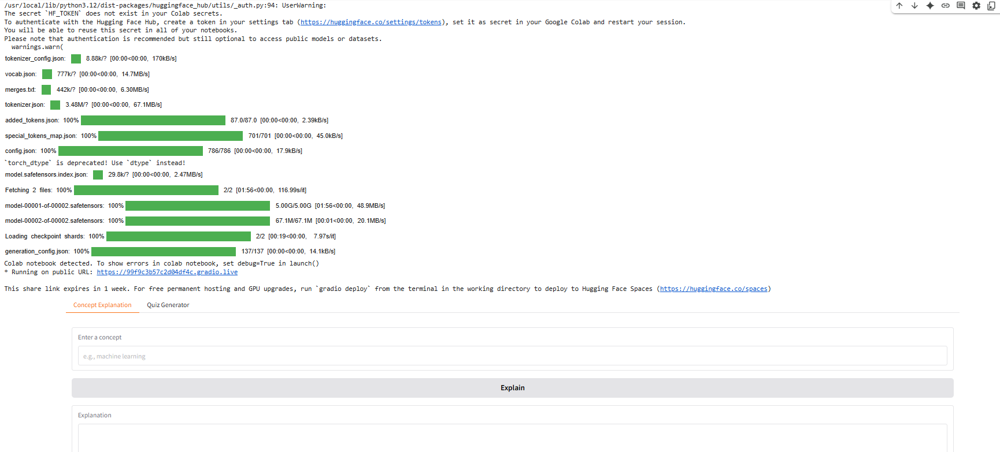 /usr/local/lib/python3.12/dist-packages/huggingface_hub/utils/_auth.py:94: UserWarning:
The secret `HF_TOKEN` does not exist in your Colab secrets.
To authenticate with the Hugging Face Hub, create a token in your settings tab (https://huggingface.co/settings/tokens), set it as secret in your Google Colab and restart your session.
You will be able to reuse this secret in all of your notebooks.
Please note that authentication is recommended but still optional to access public models or datasets.
  warnings.warn(
tokenizer_config.json: 8.88k/? [00:00<00:00, 170kB/s]
vocab.json: 777k/? [00:00<00:00, 14.7MB/s]
merges.txt: 442k/? [00:00<00:00, 6.30MB/s]
tokenizer.json: 3.48M/? [00:00<00:00, 67.1MB/s]
added_tokens.json: 100% 87.0/87.0 [00:00<00:00, 2.39kB/s]
special_tokens_map.json: 100% 701/701 [00:00<00:00, 45.0kB/s]
config.json: 100% 786/786 [00:00<00:00, 17.9kB/s]
`torch_dtype` is deprecated! Use `dtype` instead!
model.safetensors.index.json: 29.8k/? [00:00<00:00, 2.47MB/s]
Fetching 2 files: 100% 2/2 [01:56<00:00, 116.99s/it]
model-00001-of-00002.safetensors: 100% 5.00G/5.00G [01:56<00:00, 48.9MB/s]
model-00002-of-00002.safetensors: 100% 67.1M/67.1M [00:01<00:00, 20.1MB/s]
Loading checkpoint shards: 100% 2/2 [00:19<00:00, 7.97s/it]
generation_config.json: 100% 137/137 [00:00<00:00, 14.1kB/s]
Colab notebook detected. To show errors in colab notebook, set debug=True in launch()
* Running on public URL: https://99f9c3b57c2d04df4c.gradio.live
This share link expires in 1 week. For free permanent hosting and GPU upgrades, run `gradio deploy` from the terminal in the working directory to deploy to Hugging Face Spaces (https://huggingface.co/spaces)
Concept Explanation Quiz Generator
Enter a concept
e.g., machine learning
Explain
Explanation